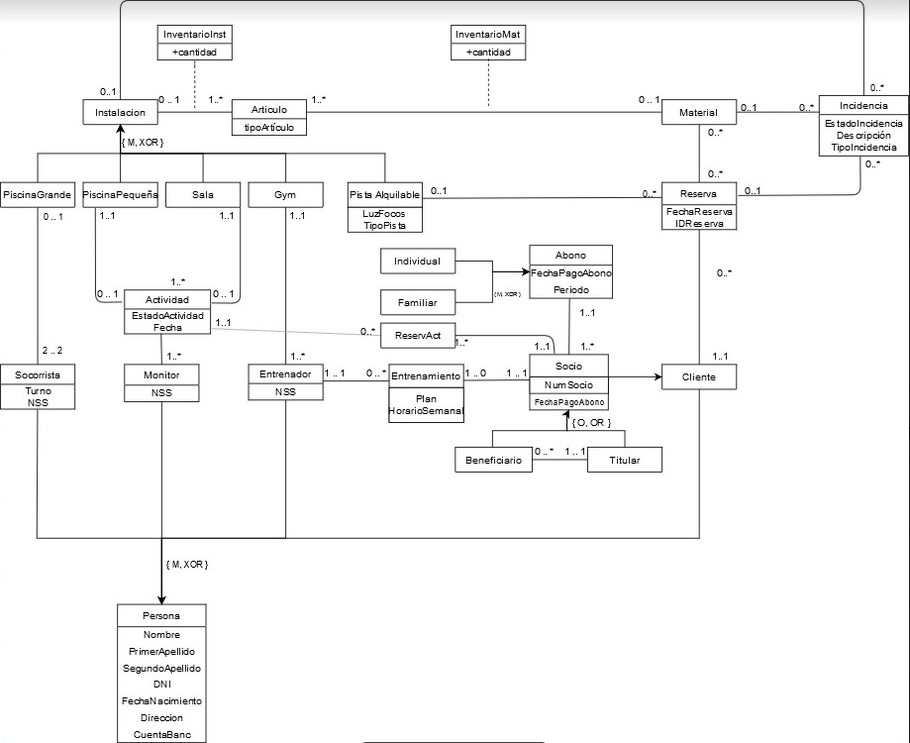 InventarioInst
+cantidad
InventarioMat
+cantidad
0..1
0..*
Instalacion
0 .. 1
1..*
Articulo
tipoArtículo
1..*
0.. 1
Material
0..1
0..*
Incidencia
EstadoIncidencia
Descripción
TipoIncidencia
{ M, XOR }
0..*
0..*
0..*
PiscinaGrande
PiscinaPequeña
Sala
Gym
Pista Alquilable
LuzFocos
TipoPista
0..1
0..*
Reserva
FechaReserva
IDReserva
0..1
0.. 1
1..1
1..1
1..1
Individual
Familiar
{M, XOR}
Abono
FechaPagoAbono
Periodo
0..*
1..*
0.. 1
0.. 1
Actividad
EstadoActividad
Fecha
1..1
0..*
ReservAct
1..*
1..1
1..1
1..*
2 .. 2
1..*
1..*
1..1
Socorrista
Turno
NSS
Monitor
NSS
Entrenador
NSS
1.. 1
0..*
Entrenamiento
Plan
HorarioSemanal
1..0
1.. 1
Socio
NumSocio
FechaPagoAbono
Cliente
{ O, OR }
Beneficiario
0..*
1.. 1
Titular
{ M, XOR }
Persona
Nombre
PrimerApellido
SegundoApellido
DNI
FechaNacimiento
Direccion
CuentaBanc